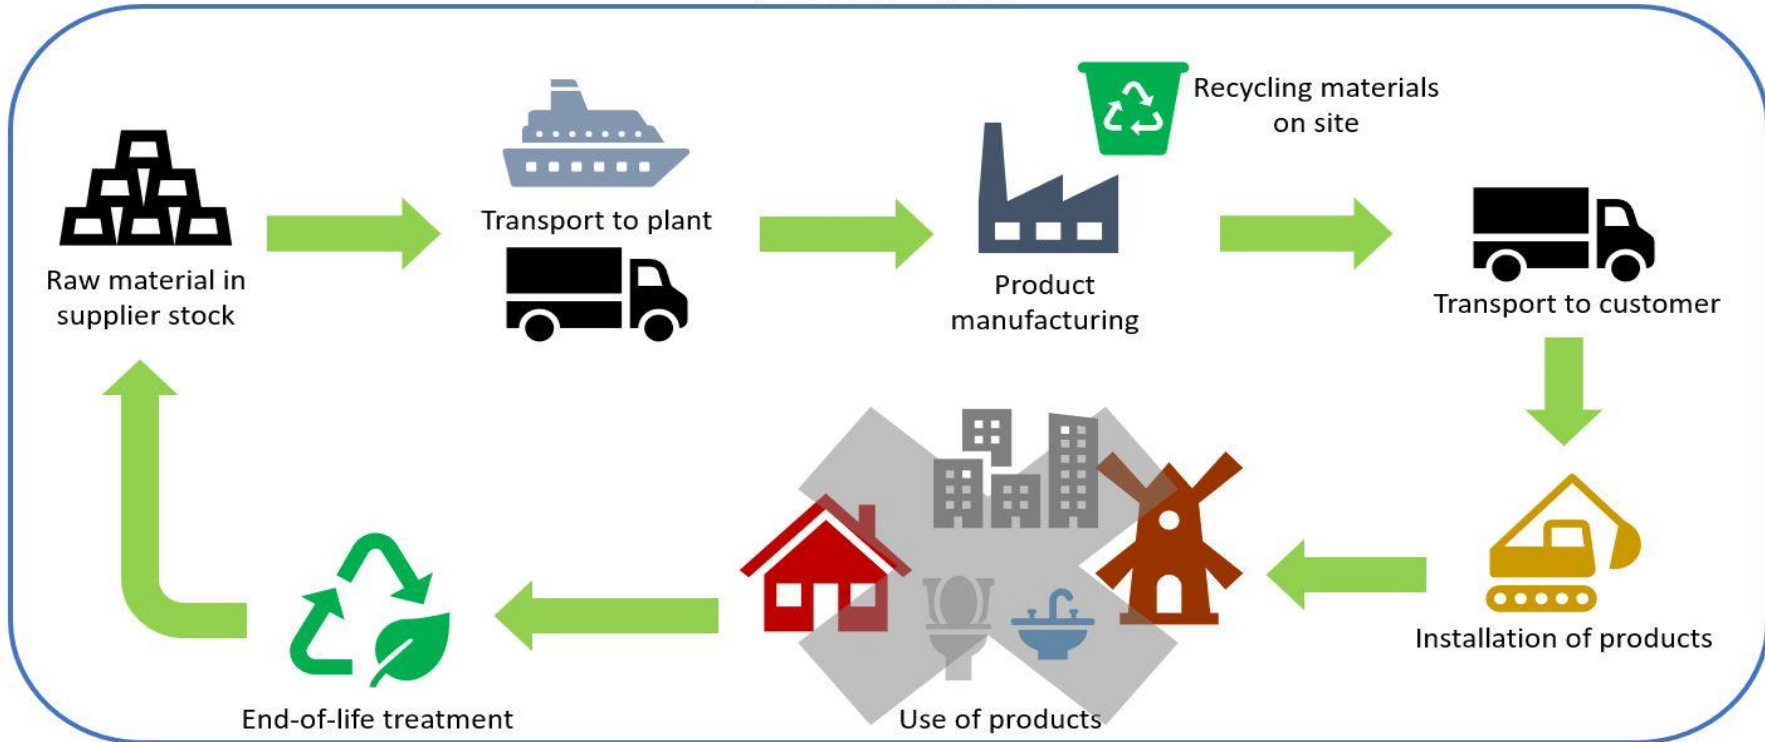 Recycling materials
on site
Transport to plant
Raw material in
supplier stock
Product
manufacturing
Transport to customer
Installation of products
End-of-life treatment
Use of products